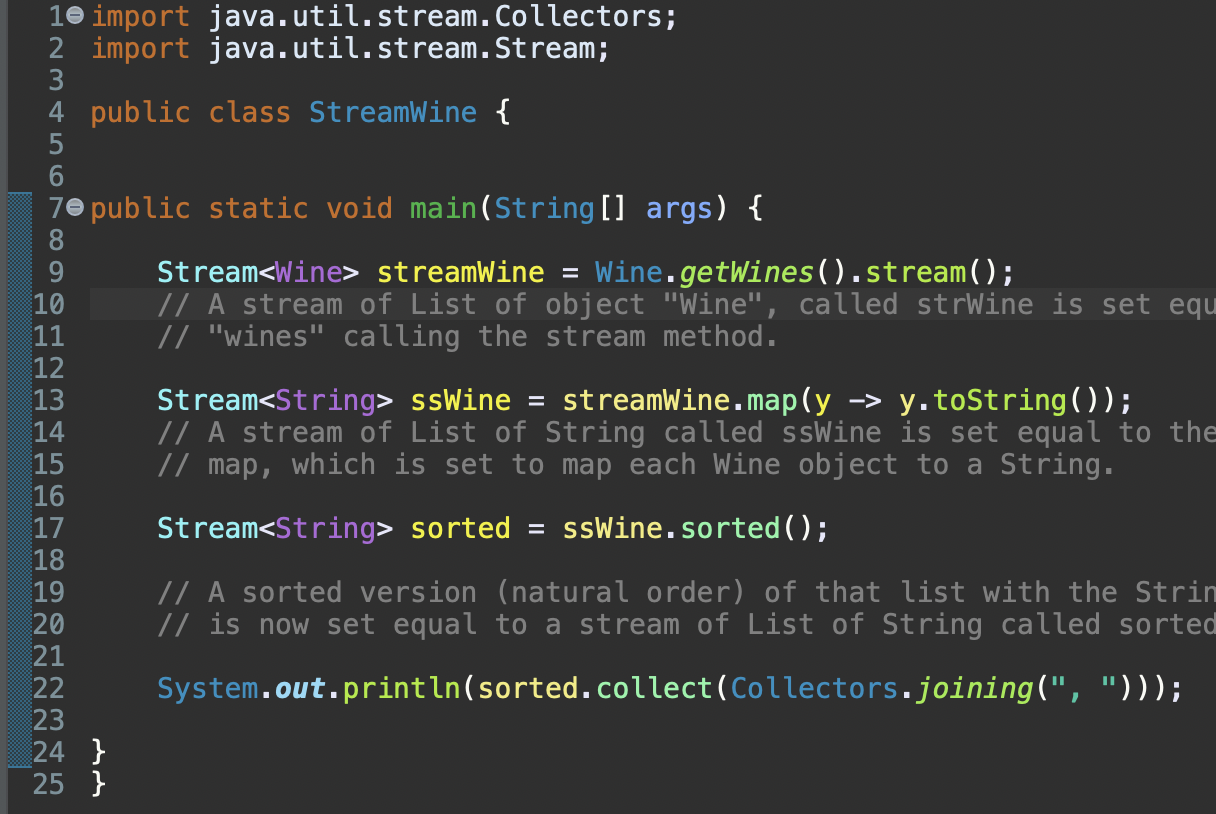 1 import java.util.stream.Collectors;
2 import java.util.stream.Stream;
3
4 public class StreamWine {
5
6
7 public static void main(String[] args) {
8
9 Stream<Wine> streamWine = Wine.getWines().stream();
10 // A stream of List of object "Wine", called strWine is set equ
11 // "wines" calling the stream method.
12
13 Stream<String> ssWine = streamWine.map(y -> y.toString());
14 // A stream of List of String called ssWine is set equal to the
15 // map, which is set to map each Wine object to a String.
16
17 Stream<String> sorted = ssWine.sorted();
18
19 // A sorted version (natural order) of that list with the Strin
20 // is now set equal to a stream of List of String called sorted
21
22 System.out.println(sorted.collect(Collectors.joining(", ")));
23
24 }
25 }